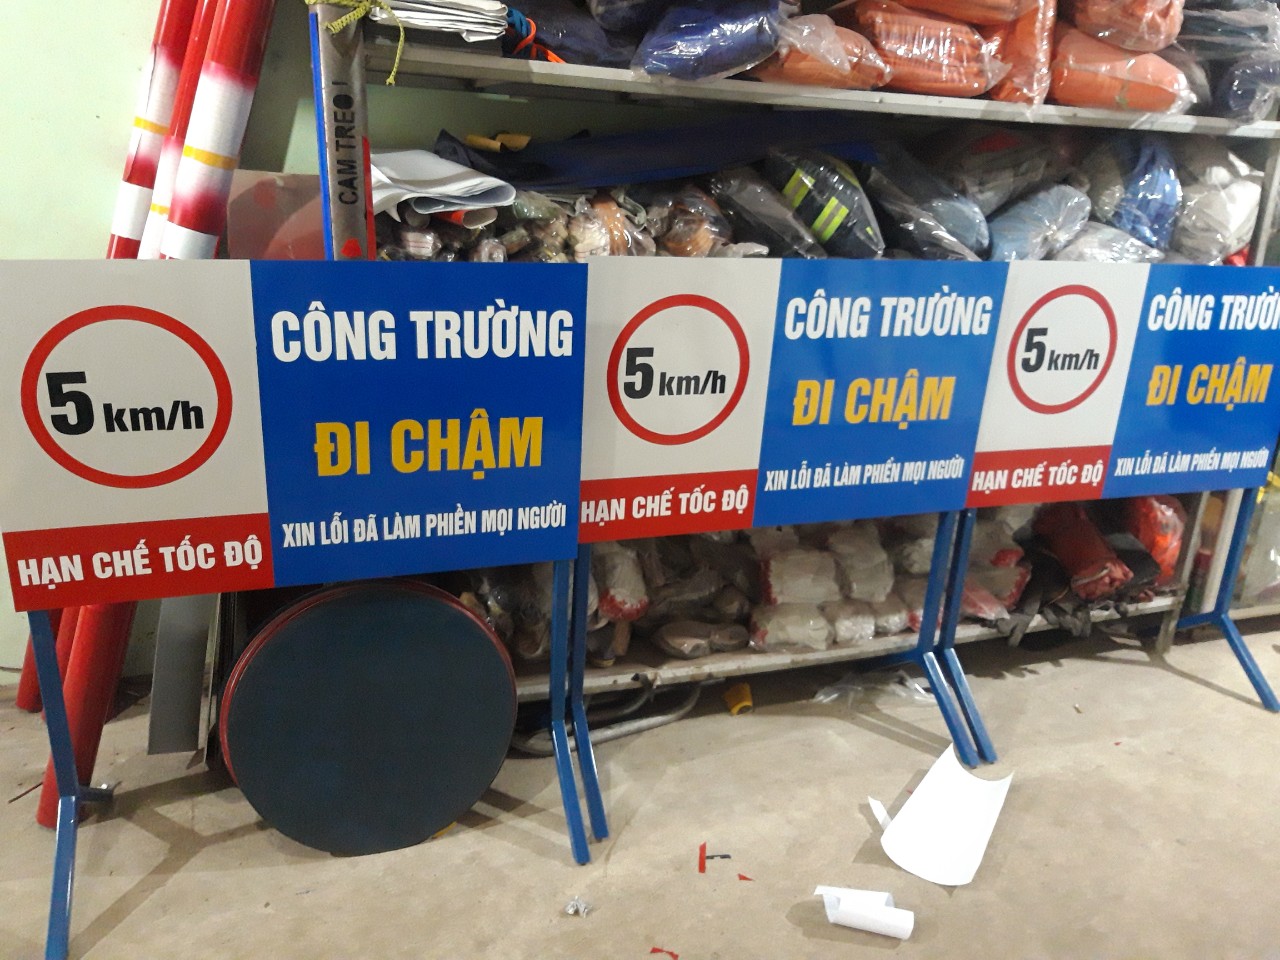 CAM TREO !
5 km/h
HẠN CHẾ TỐC ĐỘ
CÔNG TRƯỜNG
ĐI CHẬM
XIN LỖI ĐÃ LÀM PHIỀN MỌI NGƯỜI
5 km/h
HẠN CHẾ TỐC ĐỘ
CÔNG TRƯỜNG
ĐI CHẬM
XIN LỖI ĐÃ LÀM PHIỀN MỌI NGƯỜI
5 km/h
HẠN CHẾ TỐC ĐỘ
CÔNG TRƯỜN
ĐI CHẬM
XIN LỖI ĐÃ LÀM PHIỀN MỌI NGƯỜI